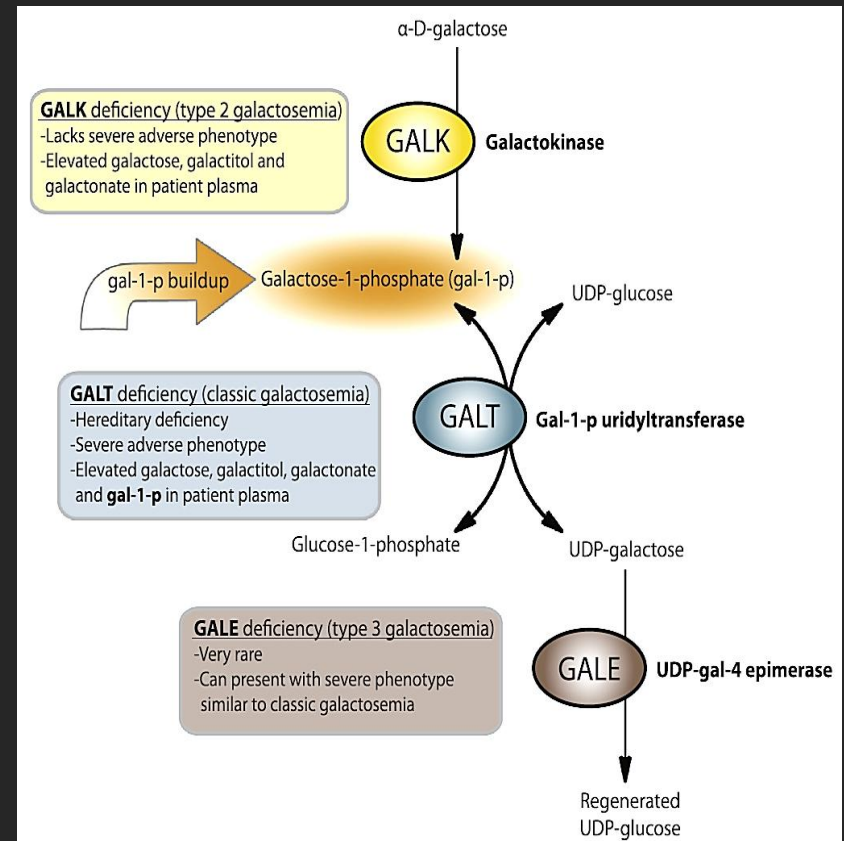 α-D-galactose
GALK deficiency (type 2 galactosemia)
-Lacks severe adverse phenotype
-Elevated galactose, galactitol and
galactonate in patient plasma
GALK
Galactokinase
gal-1-p buildup
Galactose-1-phosphate (gal-1-p)
UDP-glucose
GALT deficiency (classic galactosemia)
-Hereditary deficiency
-Severe adverse phenotype
-Elevated galactose, galactitol, galactonate
and gal-1-p in patient plasma
GALT
Gal-1-p uridyltransferase
Glucose-1-phosphate
UDP-galactose
GALE deficiency (type 3 galactosemia)
-Very rare
-Can present with severe phenotype
similar to classic galactosemia
GALE
UDP-gal-4 epimerase
Regenerated
UDP-glucose